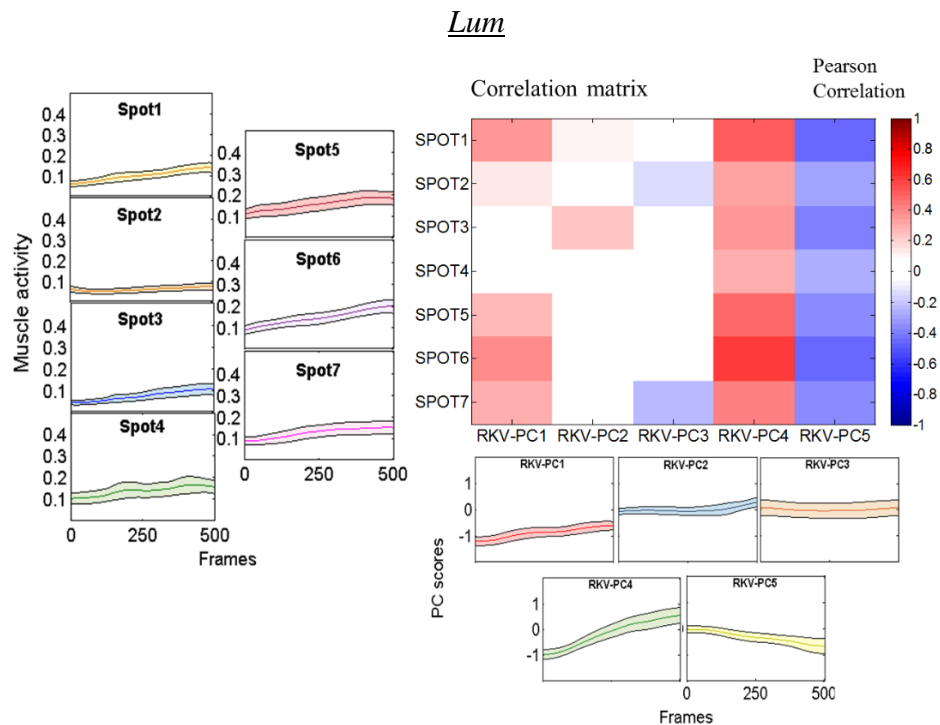 Lum
Correlation matrix
Pearson
Correlation
Muscle activity
Spot1
0.4
0.3
0.2
0.1
Spot2
0.4
0.3
0.2
0.1
Spot3
0.4
0.3
0.2
0.1
Spot4
0.4
0.3
0.2
0.1
0 250 500
Frames
Spot5
0.4
0.3
0.2
0.1
Spot6
0.4
0.3
0.2
0.1
Spot7
0.4
0.3
0.2
0.1
0 250 500
SPOT1
SPOT2
SPOT3
SPOT4
SPOT5
SPOT6
SPOT7
RKV-PC1 RKV-PC2 RKV-PC3 RKV-PC4 RKV-PC5
1
0.8
0.6
0.4
0.2
0
-0.2
-0.4
-0.6
-0.8
-1
PC scores
RKV-PC1 RKV-PC2 RKV-PC3
1
0
-1
RKV-PC4 RKV-PC5
1
0
-1
0 250 500
Frames